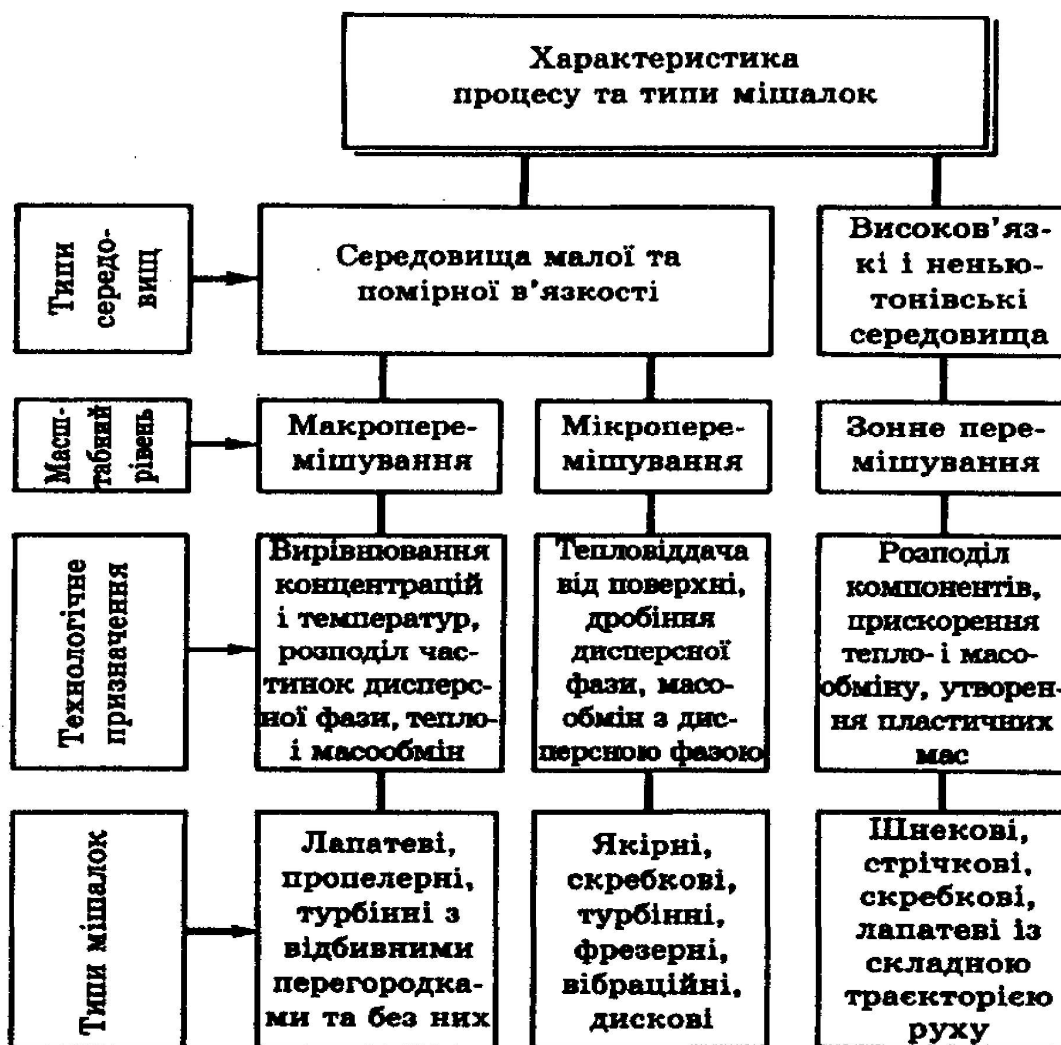 Характеристика
процесу та типи мішалок
Типи
середо-
вищ
Середовища малої та
помірної в'язкості
Високов'яз-
кі і ненью-
тонівські
середовища
Масш-
табний
рівень
Макропере-
мішування
Мікропере-
мішування
Зонне пере-
мішування
Технологічне
призначення
Вирівнювання
концентрацій
і температур,
розподіл час-
тинок дисперс-
ної фази, тепло-
і масообмін
Тепловіддача
від поверхні,
дробіння
дисперсної
фази, масо-
обмін з дис-
персною фазою
Розподіл
компонентів,
прискорення
тепло- і масо-
обміну, утворен-
ня пластичних
мас
Типи мішалок
Лапатеві,
пропелерні,
турбінні з
відбивними
перегородка-
ми та без них
Якірні,
скребкові,
турбінні,
фрезерні,
вібраційні,
дискові
Шнекові,
стрічкові,
скребкові,
лапатеві із
складною
траєкторією
руху